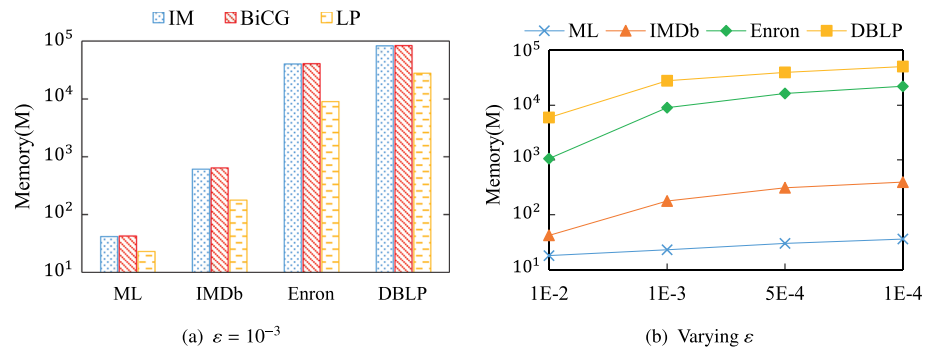 IM BiCG LP
Memory(M)
10^5
10^4
10^3
10^2
10^1
ML IMDb Enron DBLP
(a) ε = 10^−3
ML IMDb Enron DBLP
Memory(M)
10^5
10^4
10^3
10^2
10^1
1E-2 1E-3 5E-4 1E-4
(b) Varying ε